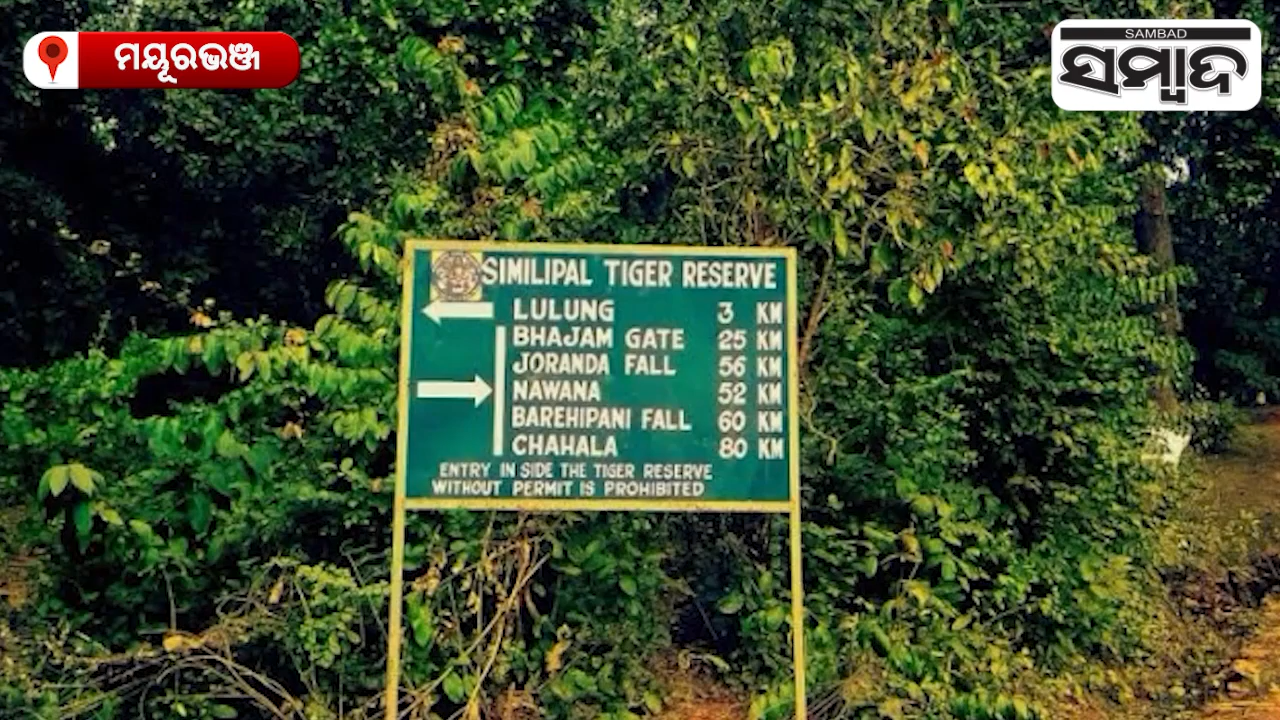 ମୟୂରଭଞ୍ଜ
SAMBAD
ସମ୍ବାଦ
SIMILIPAL TIGER RESERVE
LULUNG 3 KM
BHAJAM GATE 25 KM
JORANDA FALL 56 KM
NAWANA 52 KM
BAREHIPANI FALL 60 KM
CHAHALA 80 KM
ENTRY IN SIDE THE TIGER RESERVE
WITHOUT PERMIT IS PROHIBITED